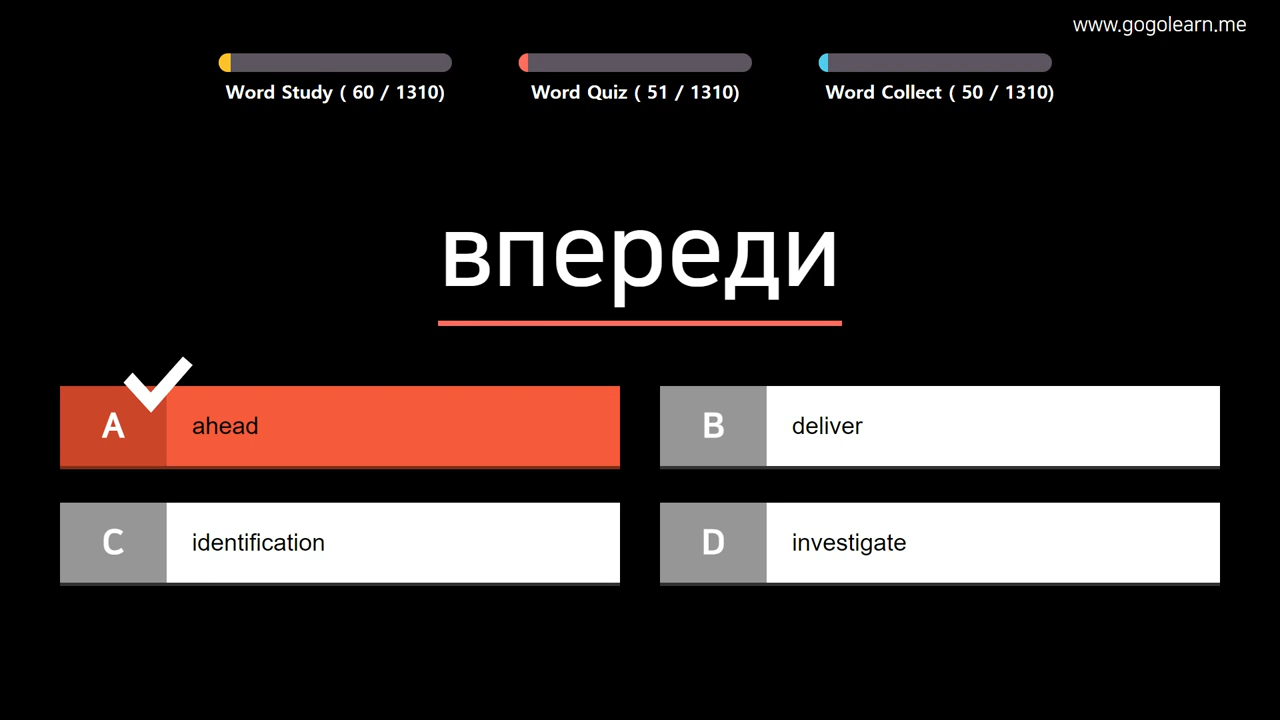 www.gogolearn.me
Word Study ( 60 / 1310)
Word Quiz ( 51 / 1310)
Word Collect ( 50 / 1310)
впереди
A ahead
B deliver
C identification
D investigate